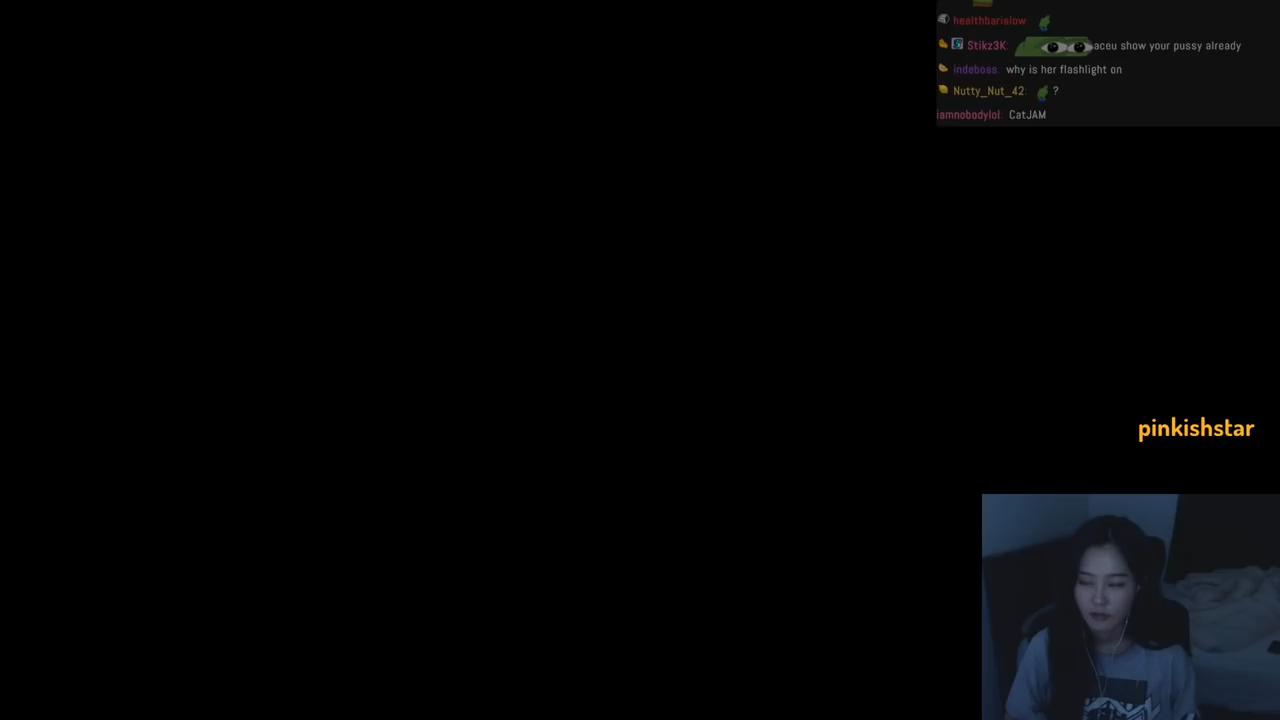 healthbarislow
Stikz3K: aceu show your pussy already
indeboss: why is her flashlight on
Nutty_Nut_42: ?
iamnobodylol: CatJAM
pinkishstar